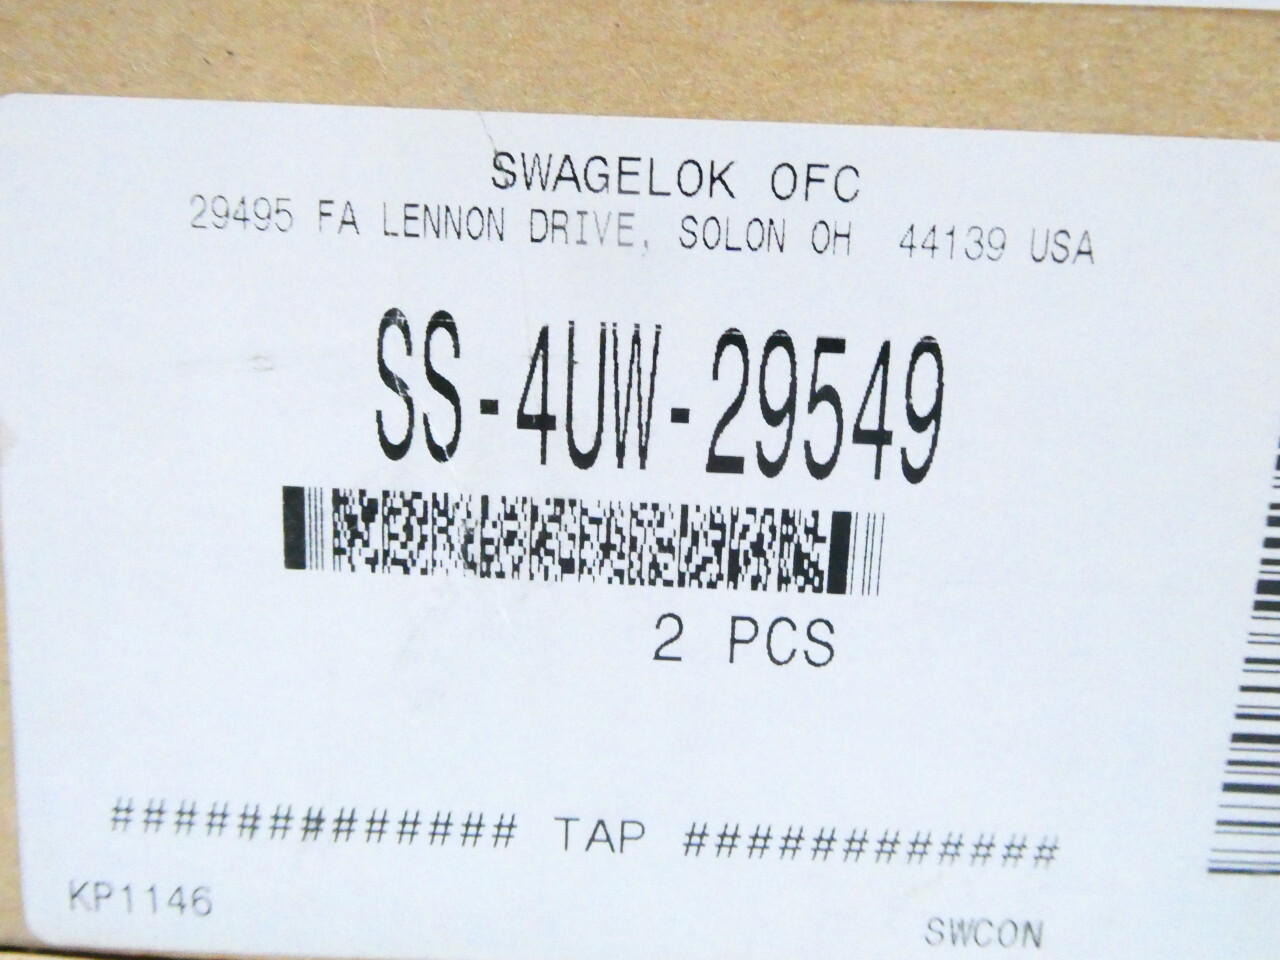 SWAGELOK OFC
29495 FA LENNON DRIVE, SOLON OH 44139 USA
SS-4UW-29549
2 PCS
############# TAP ############
KP1146
SWCON